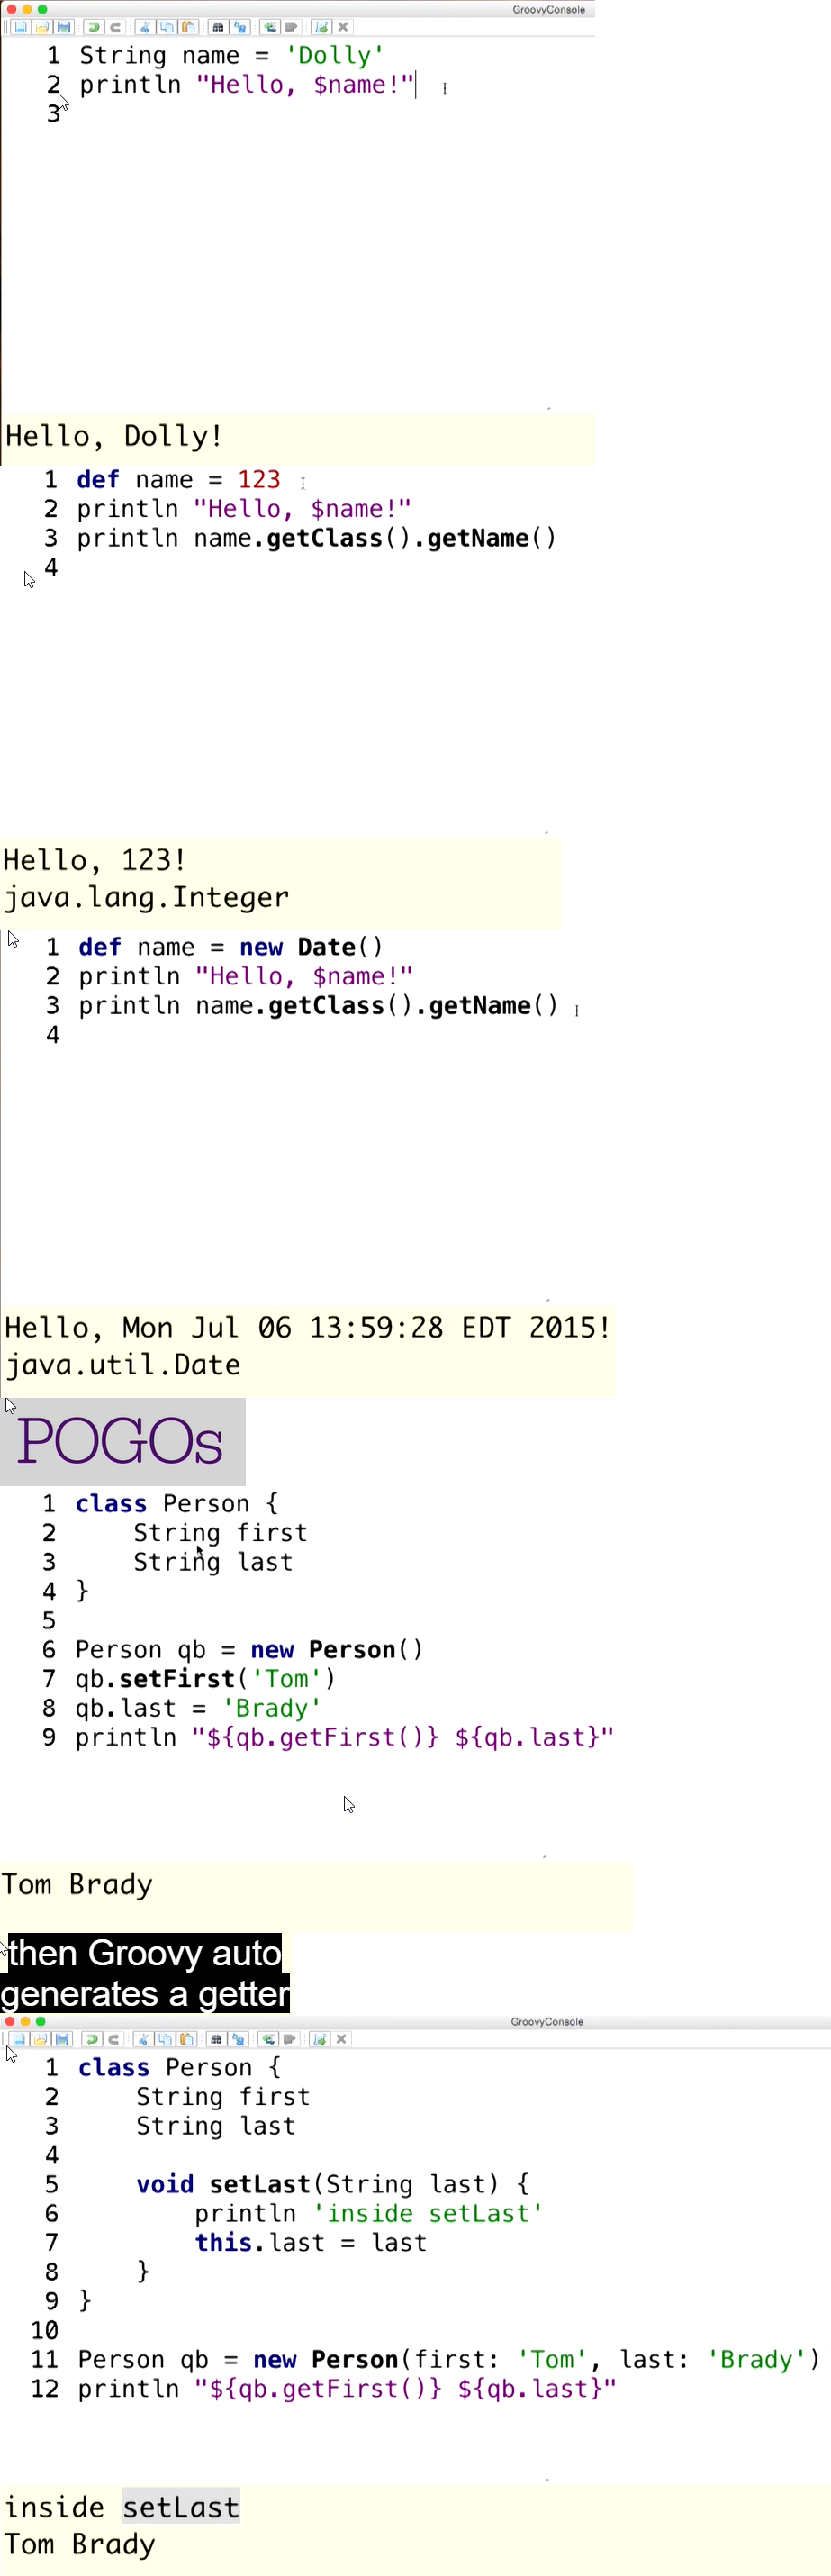 GroovyConsole
1 String name = 'Dolly'
2 println "Hello, $name!"
3
Hello, Dolly!
1 def name = 123
2 println "Hello, $name!"
3 println name.getClass().getName()
4
Hello, 123!
java.lang.Integer
1 def name = new Date()
2 println "Hello, $name!"
3 println name.getClass().getName()
4
Hello, Mon Jul 06 13:59:28 EDT 2015!
java.util.Date
POGOs
1 class Person {
2     String first
3     String last
4 }
5
6 Person qb = new Person()
7 qb.setFirst('Tom')
8 qb.last = 'Brady'
9 println "${qb.getFirst()} ${qb.last}"
Tom Brady
then Groovy auto
generates a getter
GroovyConsole
1 class Person {
2     String first
3     String last
4
5     void setLast(String last) {
6         println 'inside setLast'
7         this.last = last
8     }
9 }
10
11 Person qb = new Person(first: 'Tom', last: 'Brady')
12 println "${qb.getFirst()} ${qb.last}"
inside setLast
Tom Brady